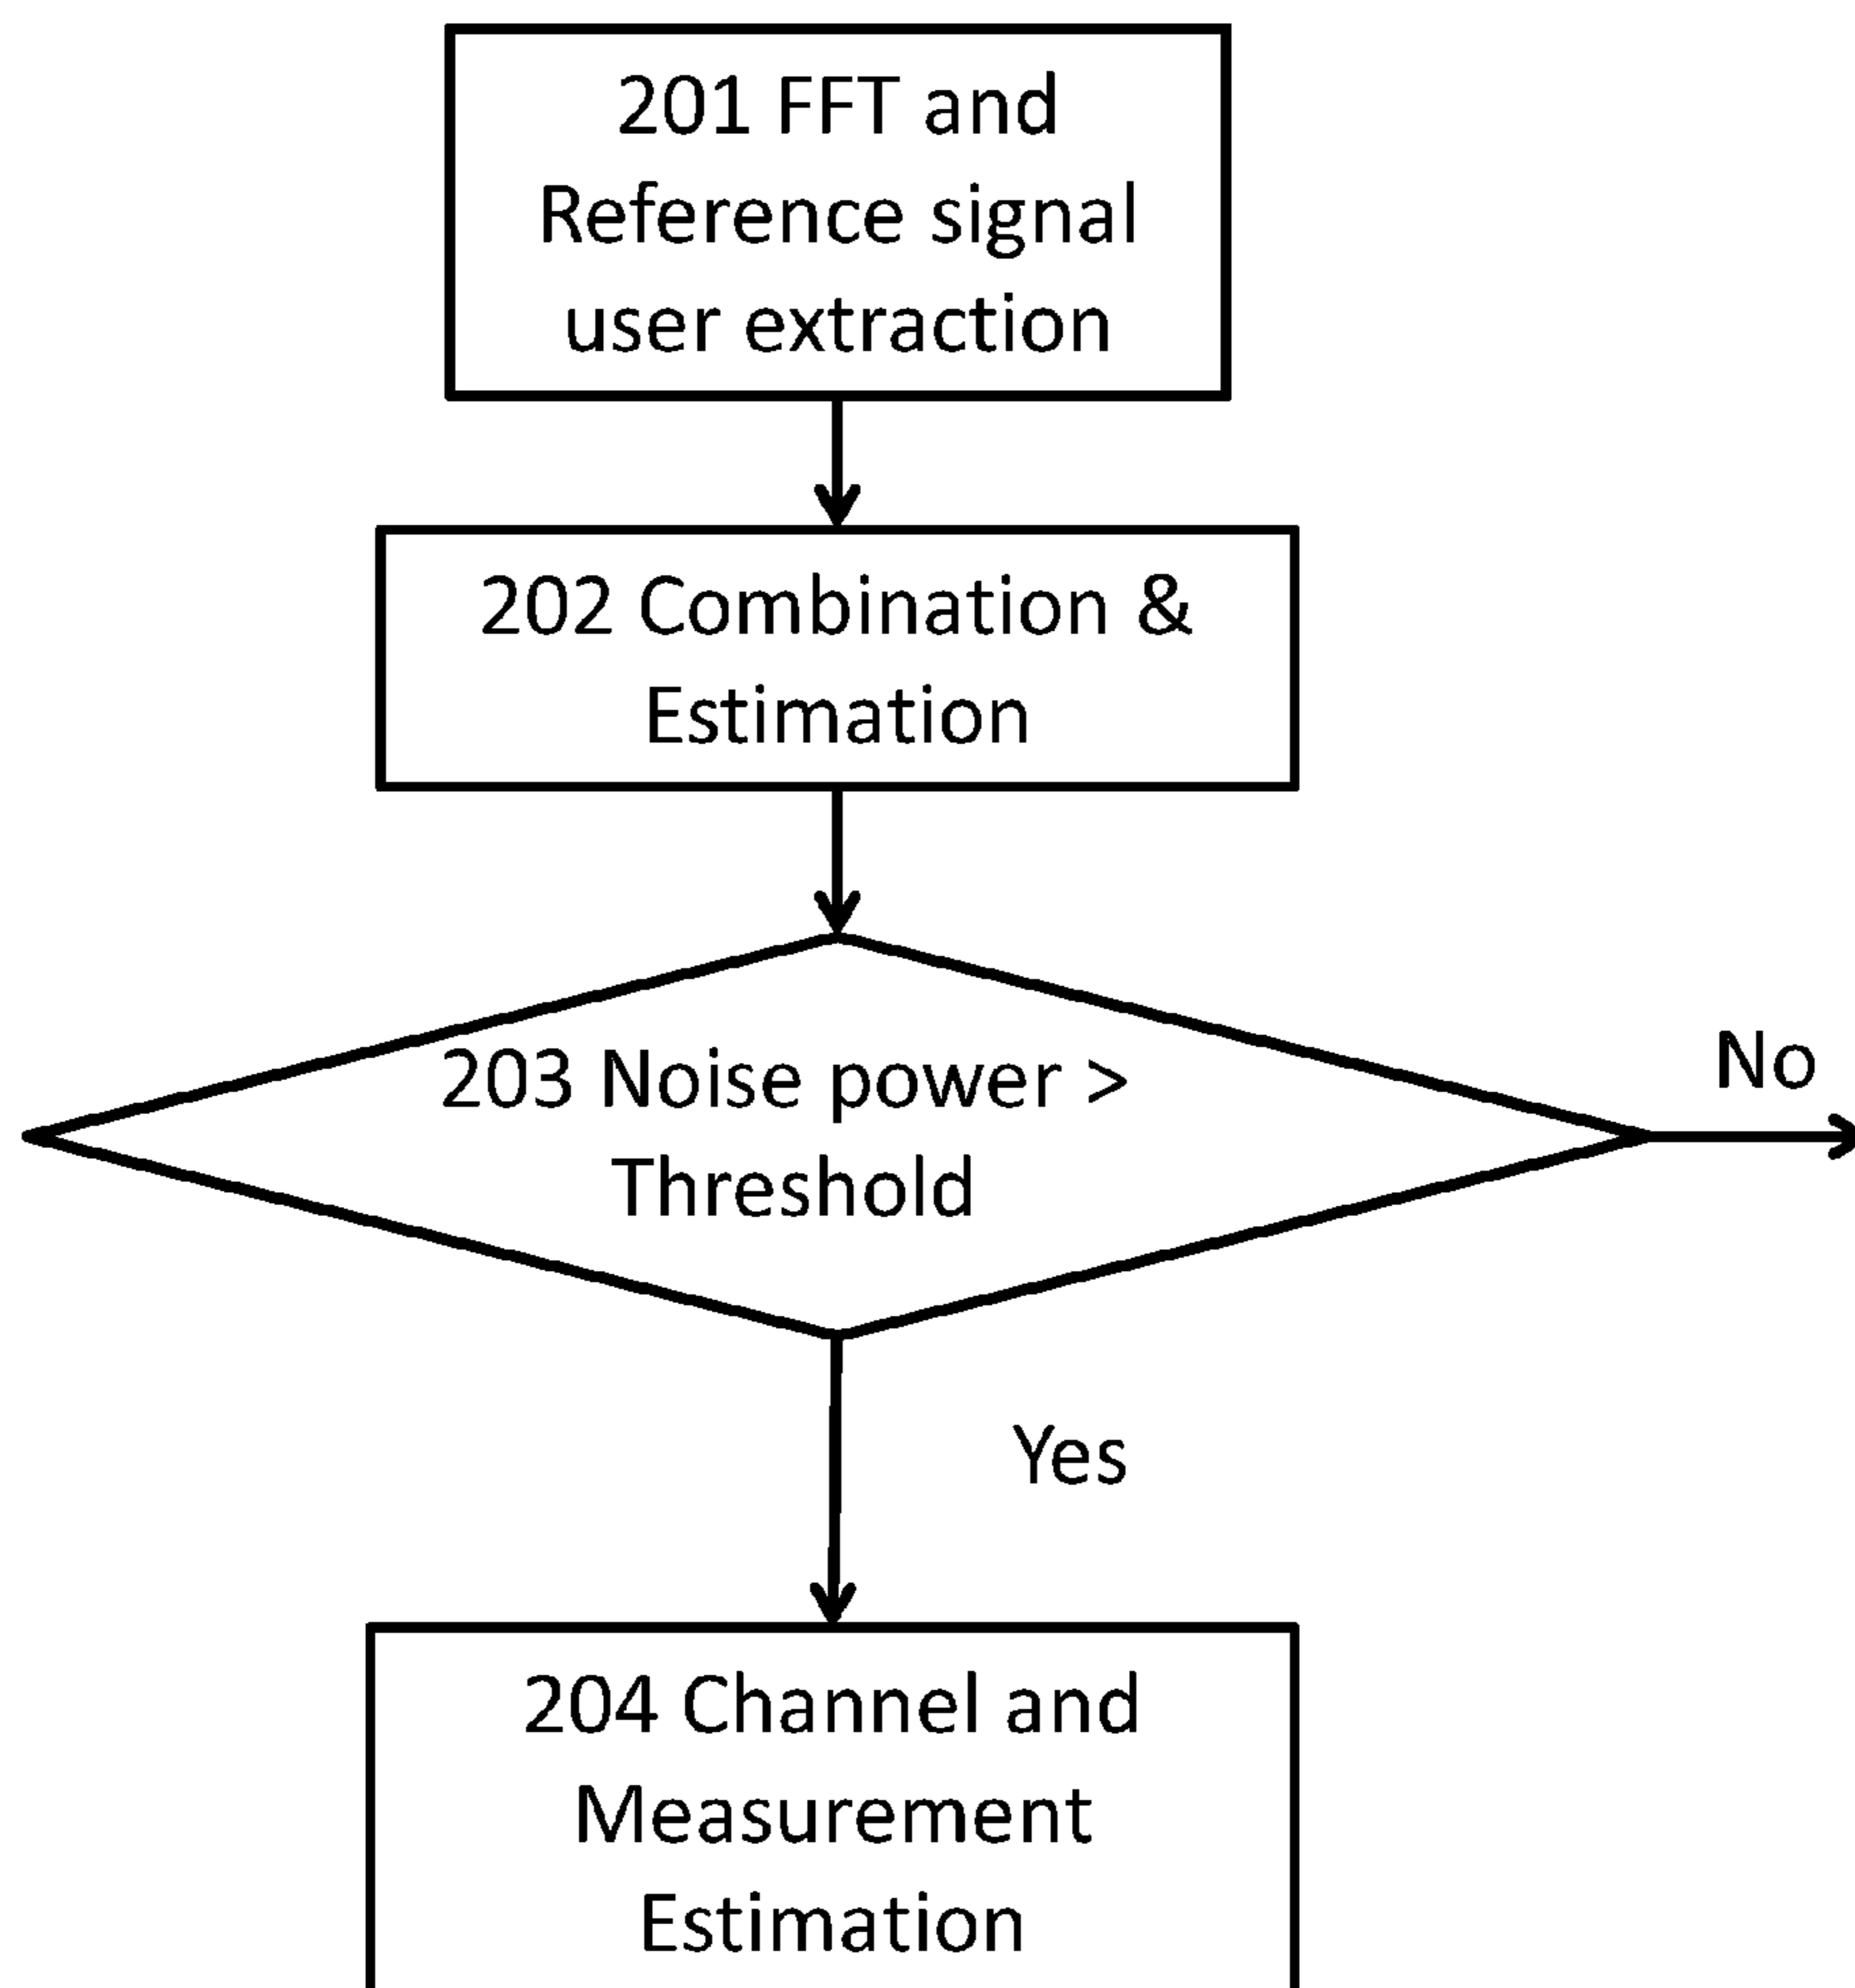 201 FFT and
Reference signal
user extraction
202 Combination &
Estimation
203 Noise power >
Threshold
No
Yes
204 Channel and
Measurement
Estimation